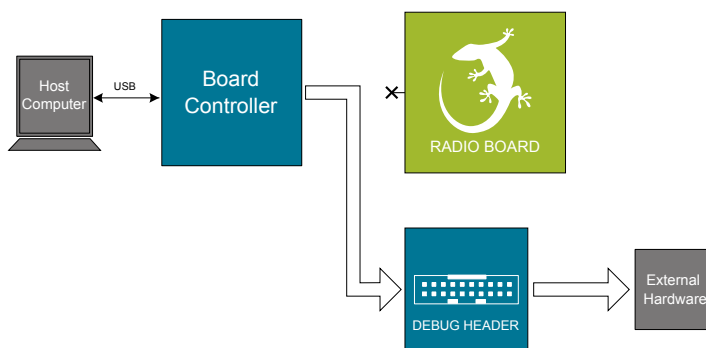 Host
Computer
USB
Board
Controller
RADIO BOARD
DEBUG HEADER
External
Hardware